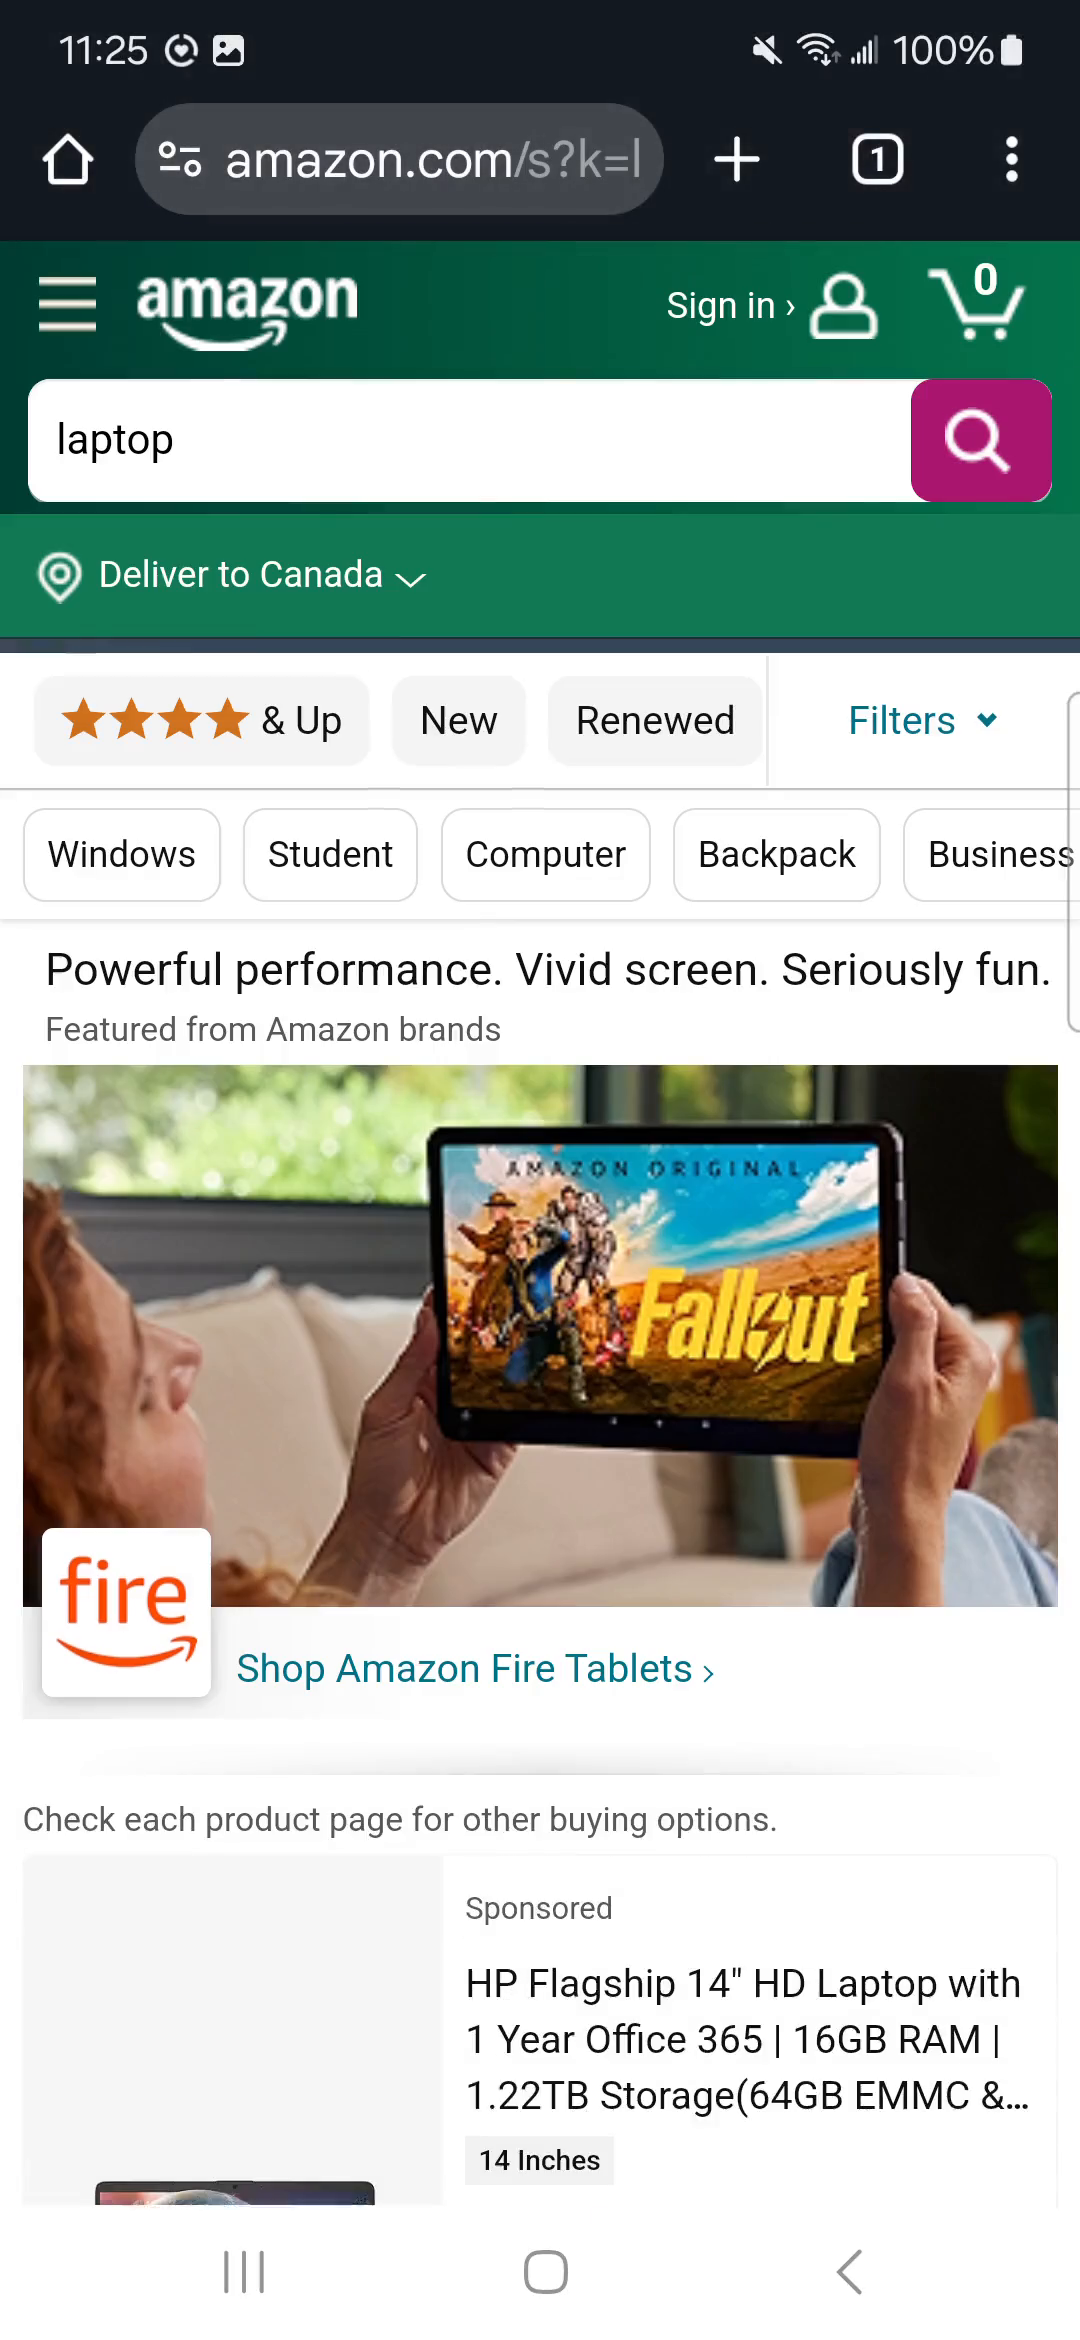 11:25
100%
amazon.com/s?k=l
1
amazon
Sign in ›
0
laptop
Deliver to Canada
& Up
New
Renewed
Filters
Windows
Student
Computer
Backpack
Business
Powerful performance. Vivid screen. Seriously fun.
Featured from Amazon brands
AMAZON ORIGINAL
Fallout
fire
Shop Amazon Fire Tablets ›
Check each product page for other buying options.
Sponsored
HP Flagship 14" HD Laptop with
1 Year Office 365 | 16GB RAM |
1.22TB Storage(64GB EMMC &...
14 Inches